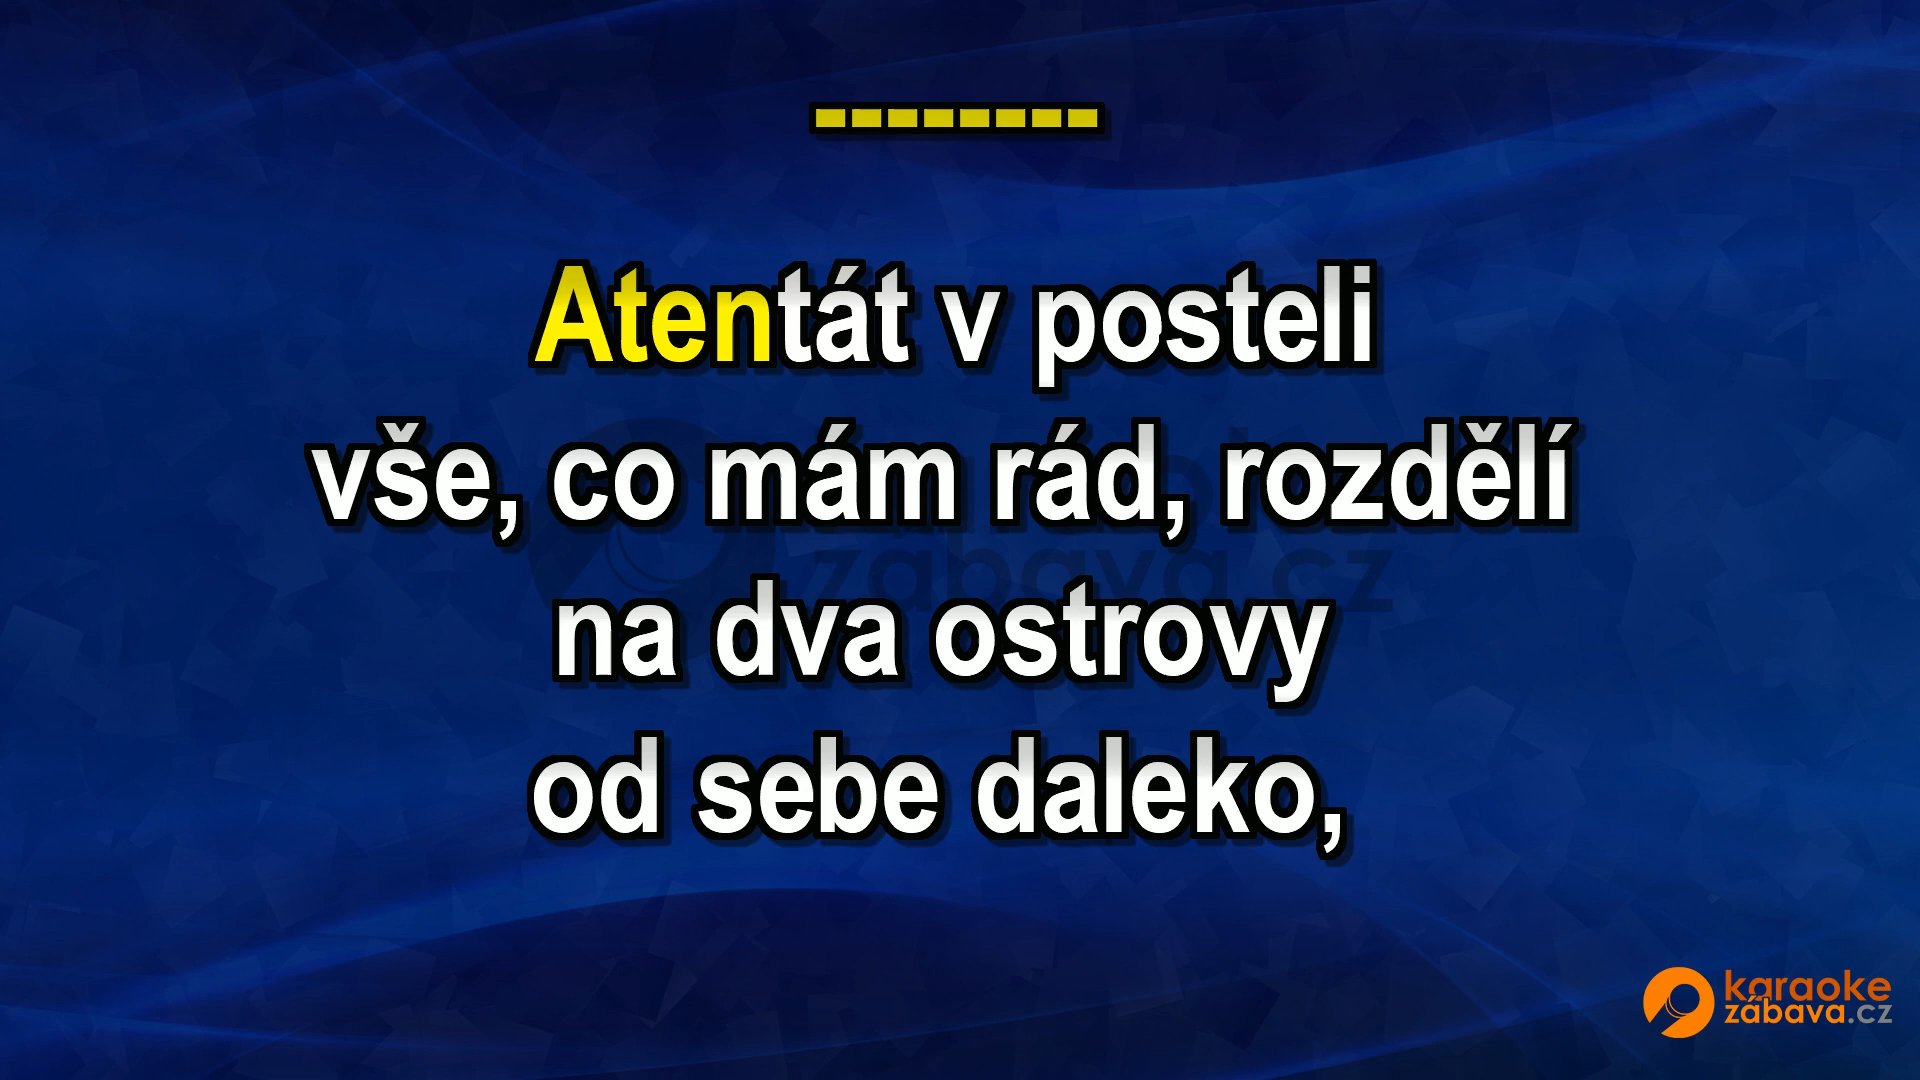 Atentát v posteli
vše, co mám rád, rozdělí
na dva ostrovy
od sebe daleko,
karaoke
zábava.cz